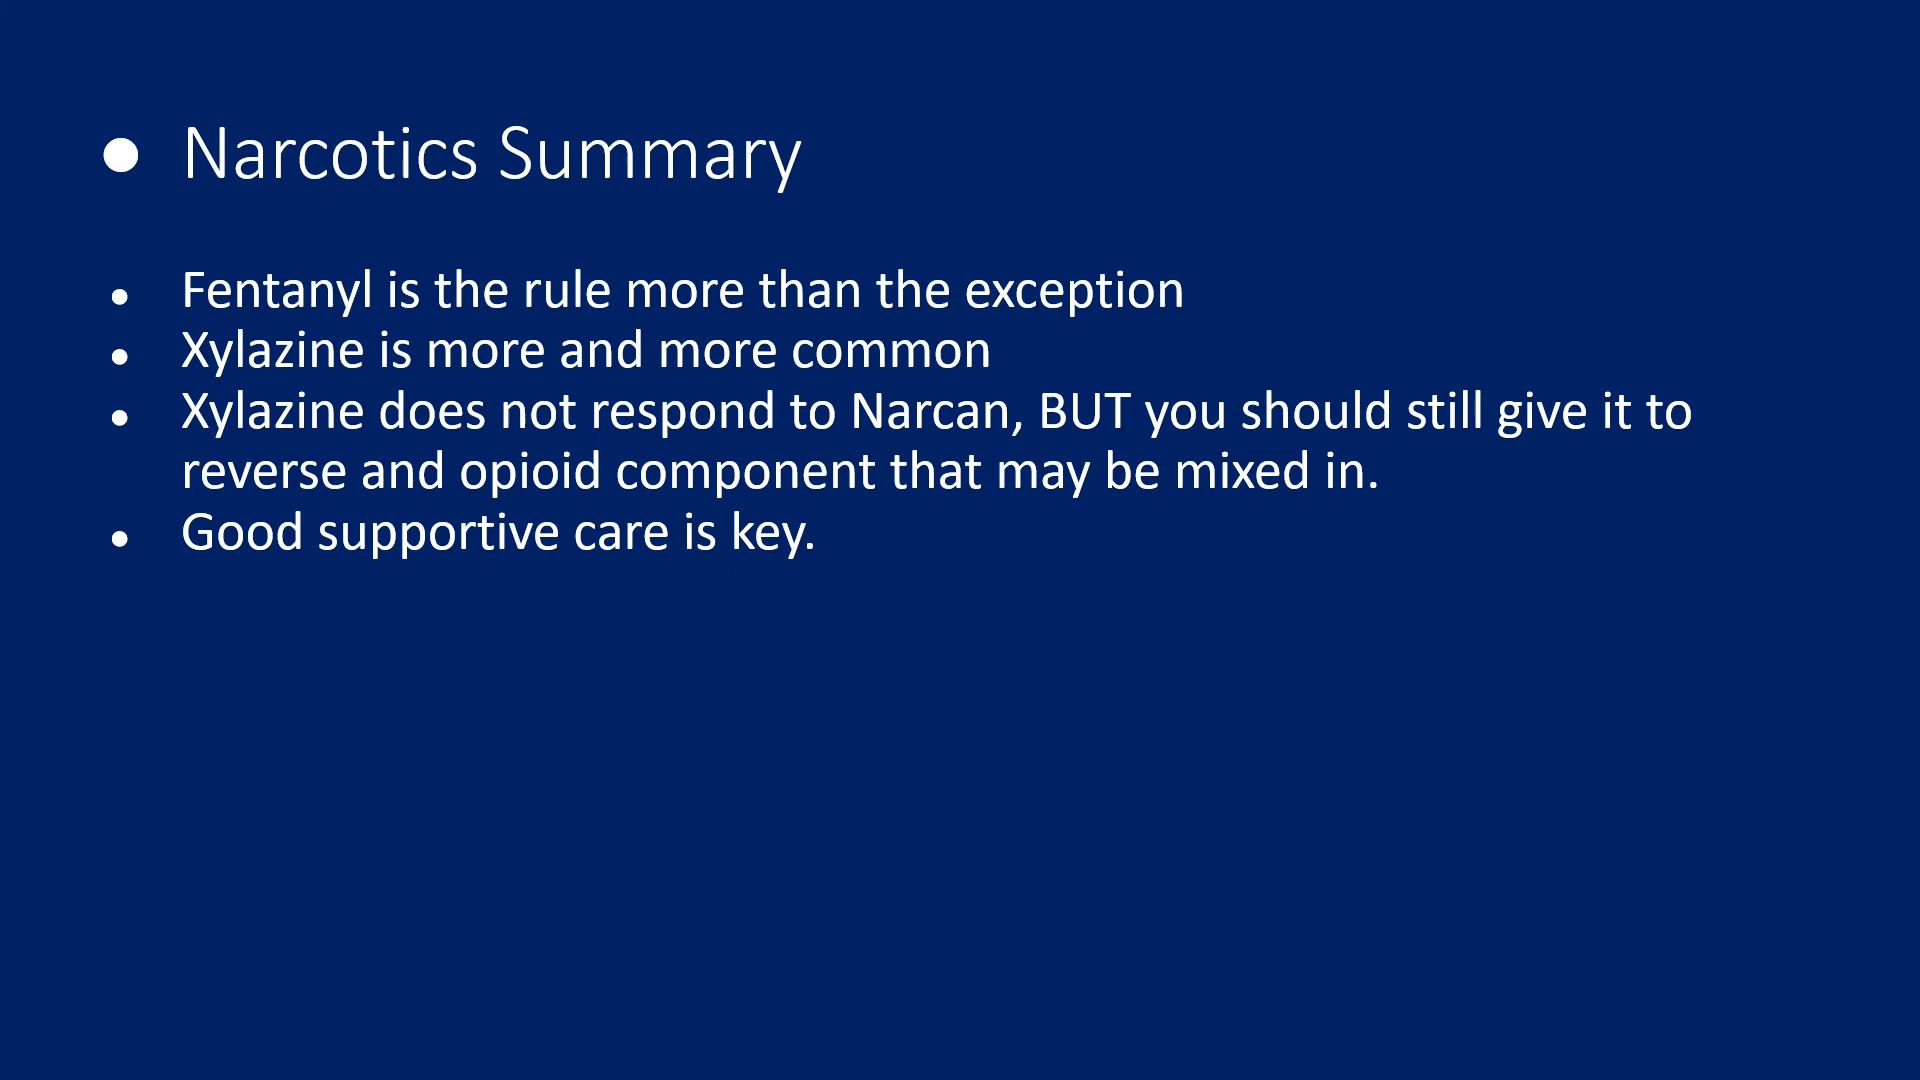 ● Narcotics Summary
● Fentanyl is the rule more than the exception
● Xylazine is more and more common
● Xylazine does not respond to Narcan, BUT you should still give it to
reverse and opioid component that may be mixed in.
● Good supportive care is key.